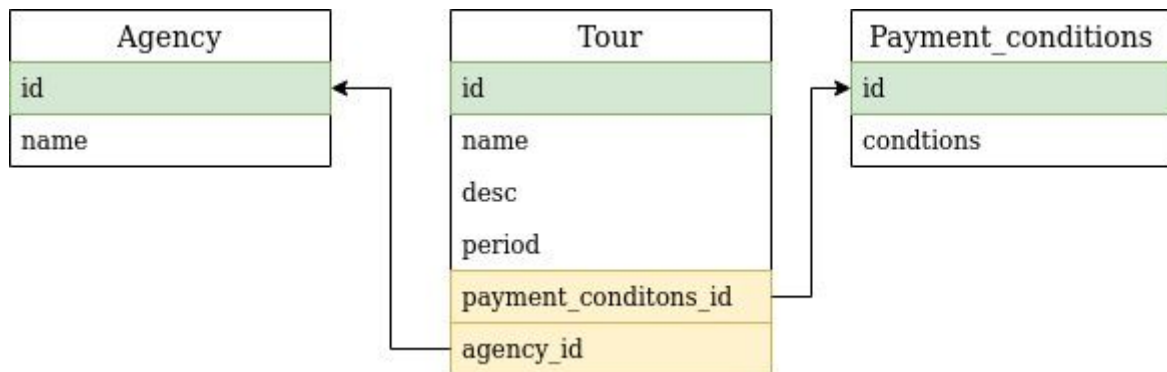 Agency
id
name
Tour
id
name
desc
period
payment_conditons_id
agency_id
Payment_conditions
id
condtions